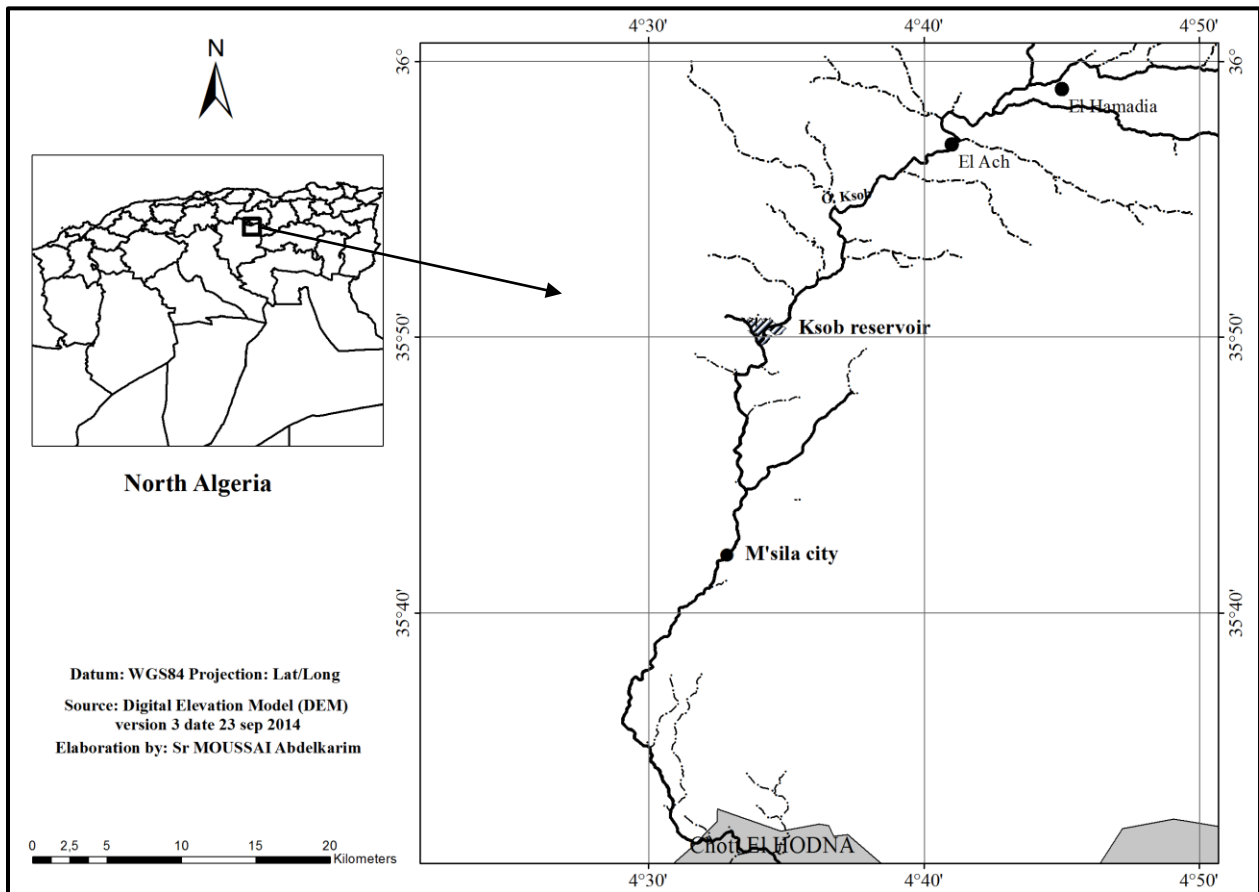 N
North Algeria
Datum: WGS84 Projection: Lat/Long
Source: Digital Elevation Model (DEM)
version 3 date 23 sep 2014
Elaboration by: Sr MOUSSAI Abdelkarim
0 2,5 5 10 15 20
Kilometers
4°30' 4°40' 4°50'
36° 36°
El Hamadia
El Ach
O. Ksob
Ksob reservoir
35°50' 35°50'
M'sila city
35°40' 35°40'
Chott El HODNA
4°30' 4°40' 4°50'